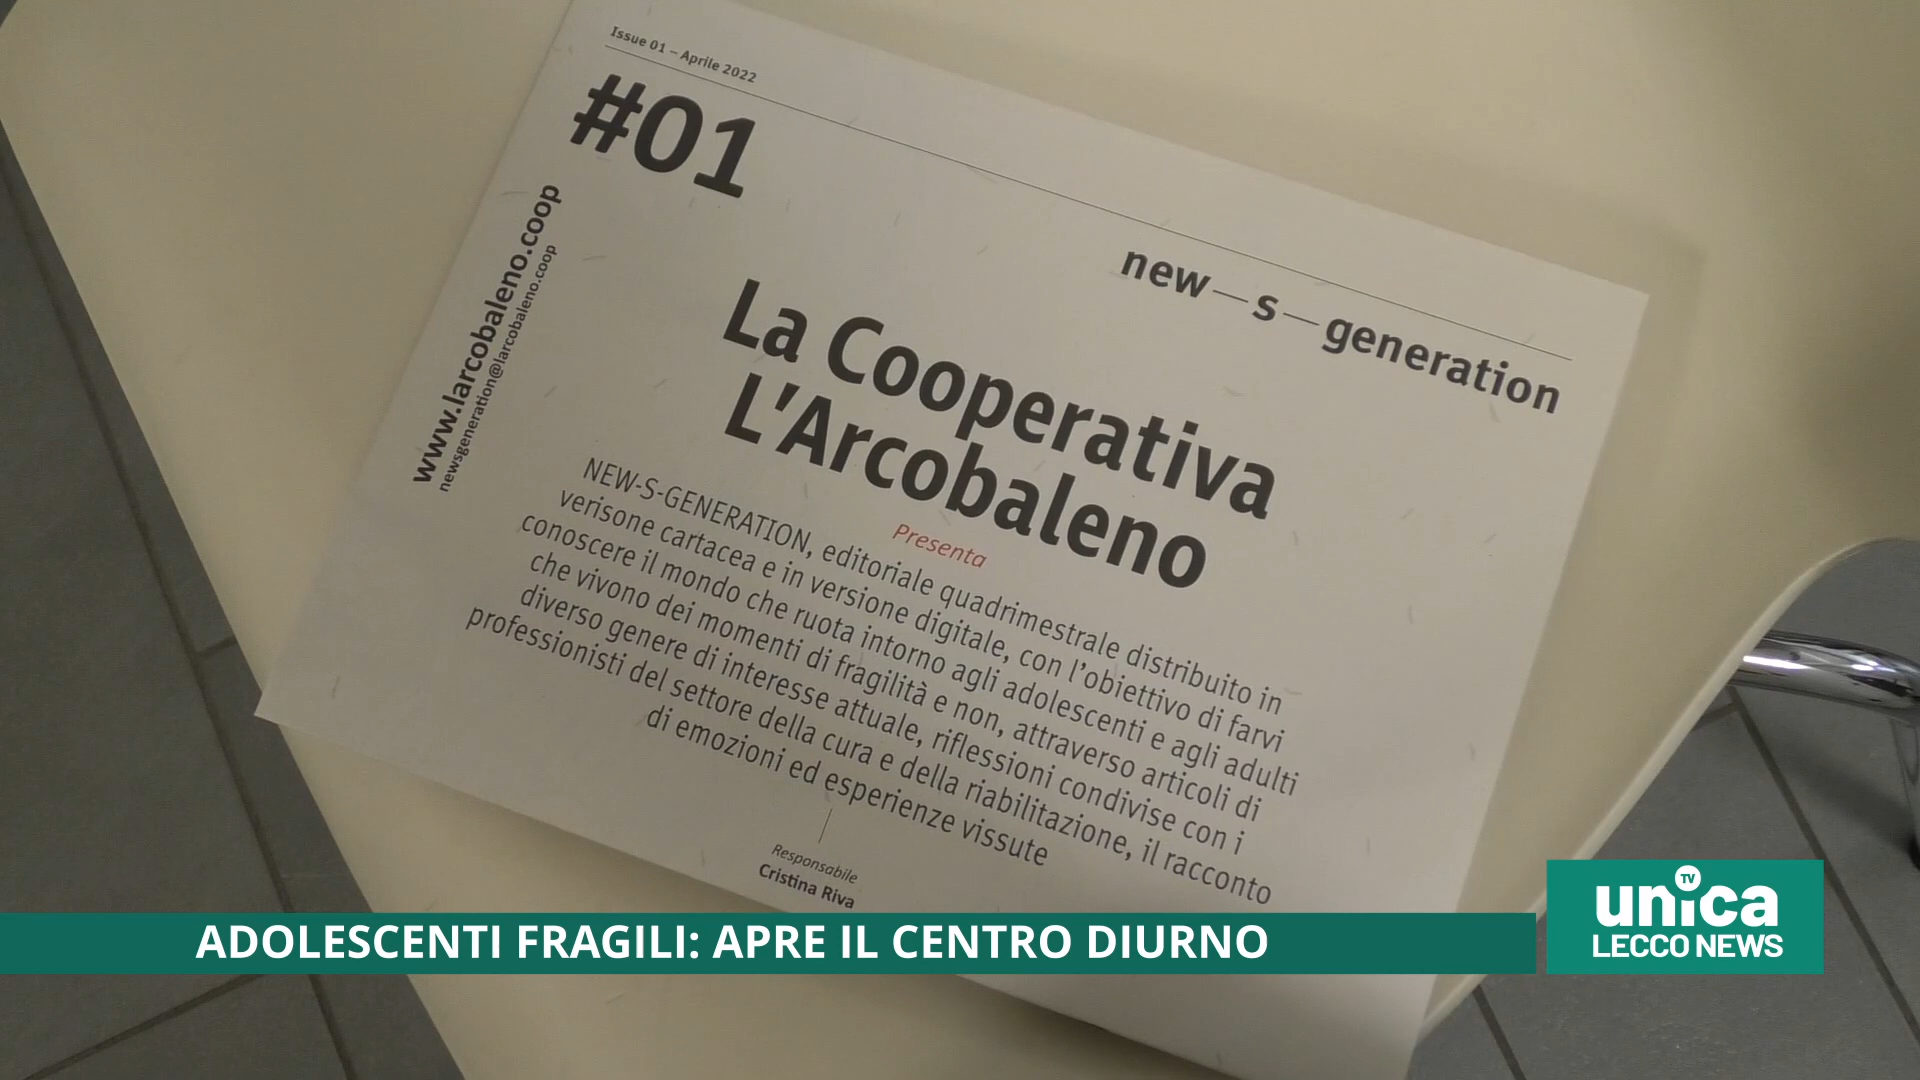 Issue 01 – Aprile 2022
#01
new—s—generation
www.larcobaleno.coop
newsgeneration@larcobaleno.coop
La Cooperativa
L'Arcobaleno
Presenta
NEW-S-GENERATION, editoriale quadrimestrale distribuito in
verisone cartacea e in versione digitale, con l'obiettivo di farvi
conoscere il mondo che ruota intorno agli adolescenti e agli adulti
che vivono dei momenti di fragilità e non, attraverso articoli di
diverso genere di interesse attuale, riflessioni condivise con i
professionisti del settore della cura e della riabilitazione, il racconto
di emozioni ed esperienze vissute
Responsabile
Cristina Riva
ADOLESCENTI FRAGILI: APRE IL CENTRO DIURNO
TV
unica
LECCO NEWS